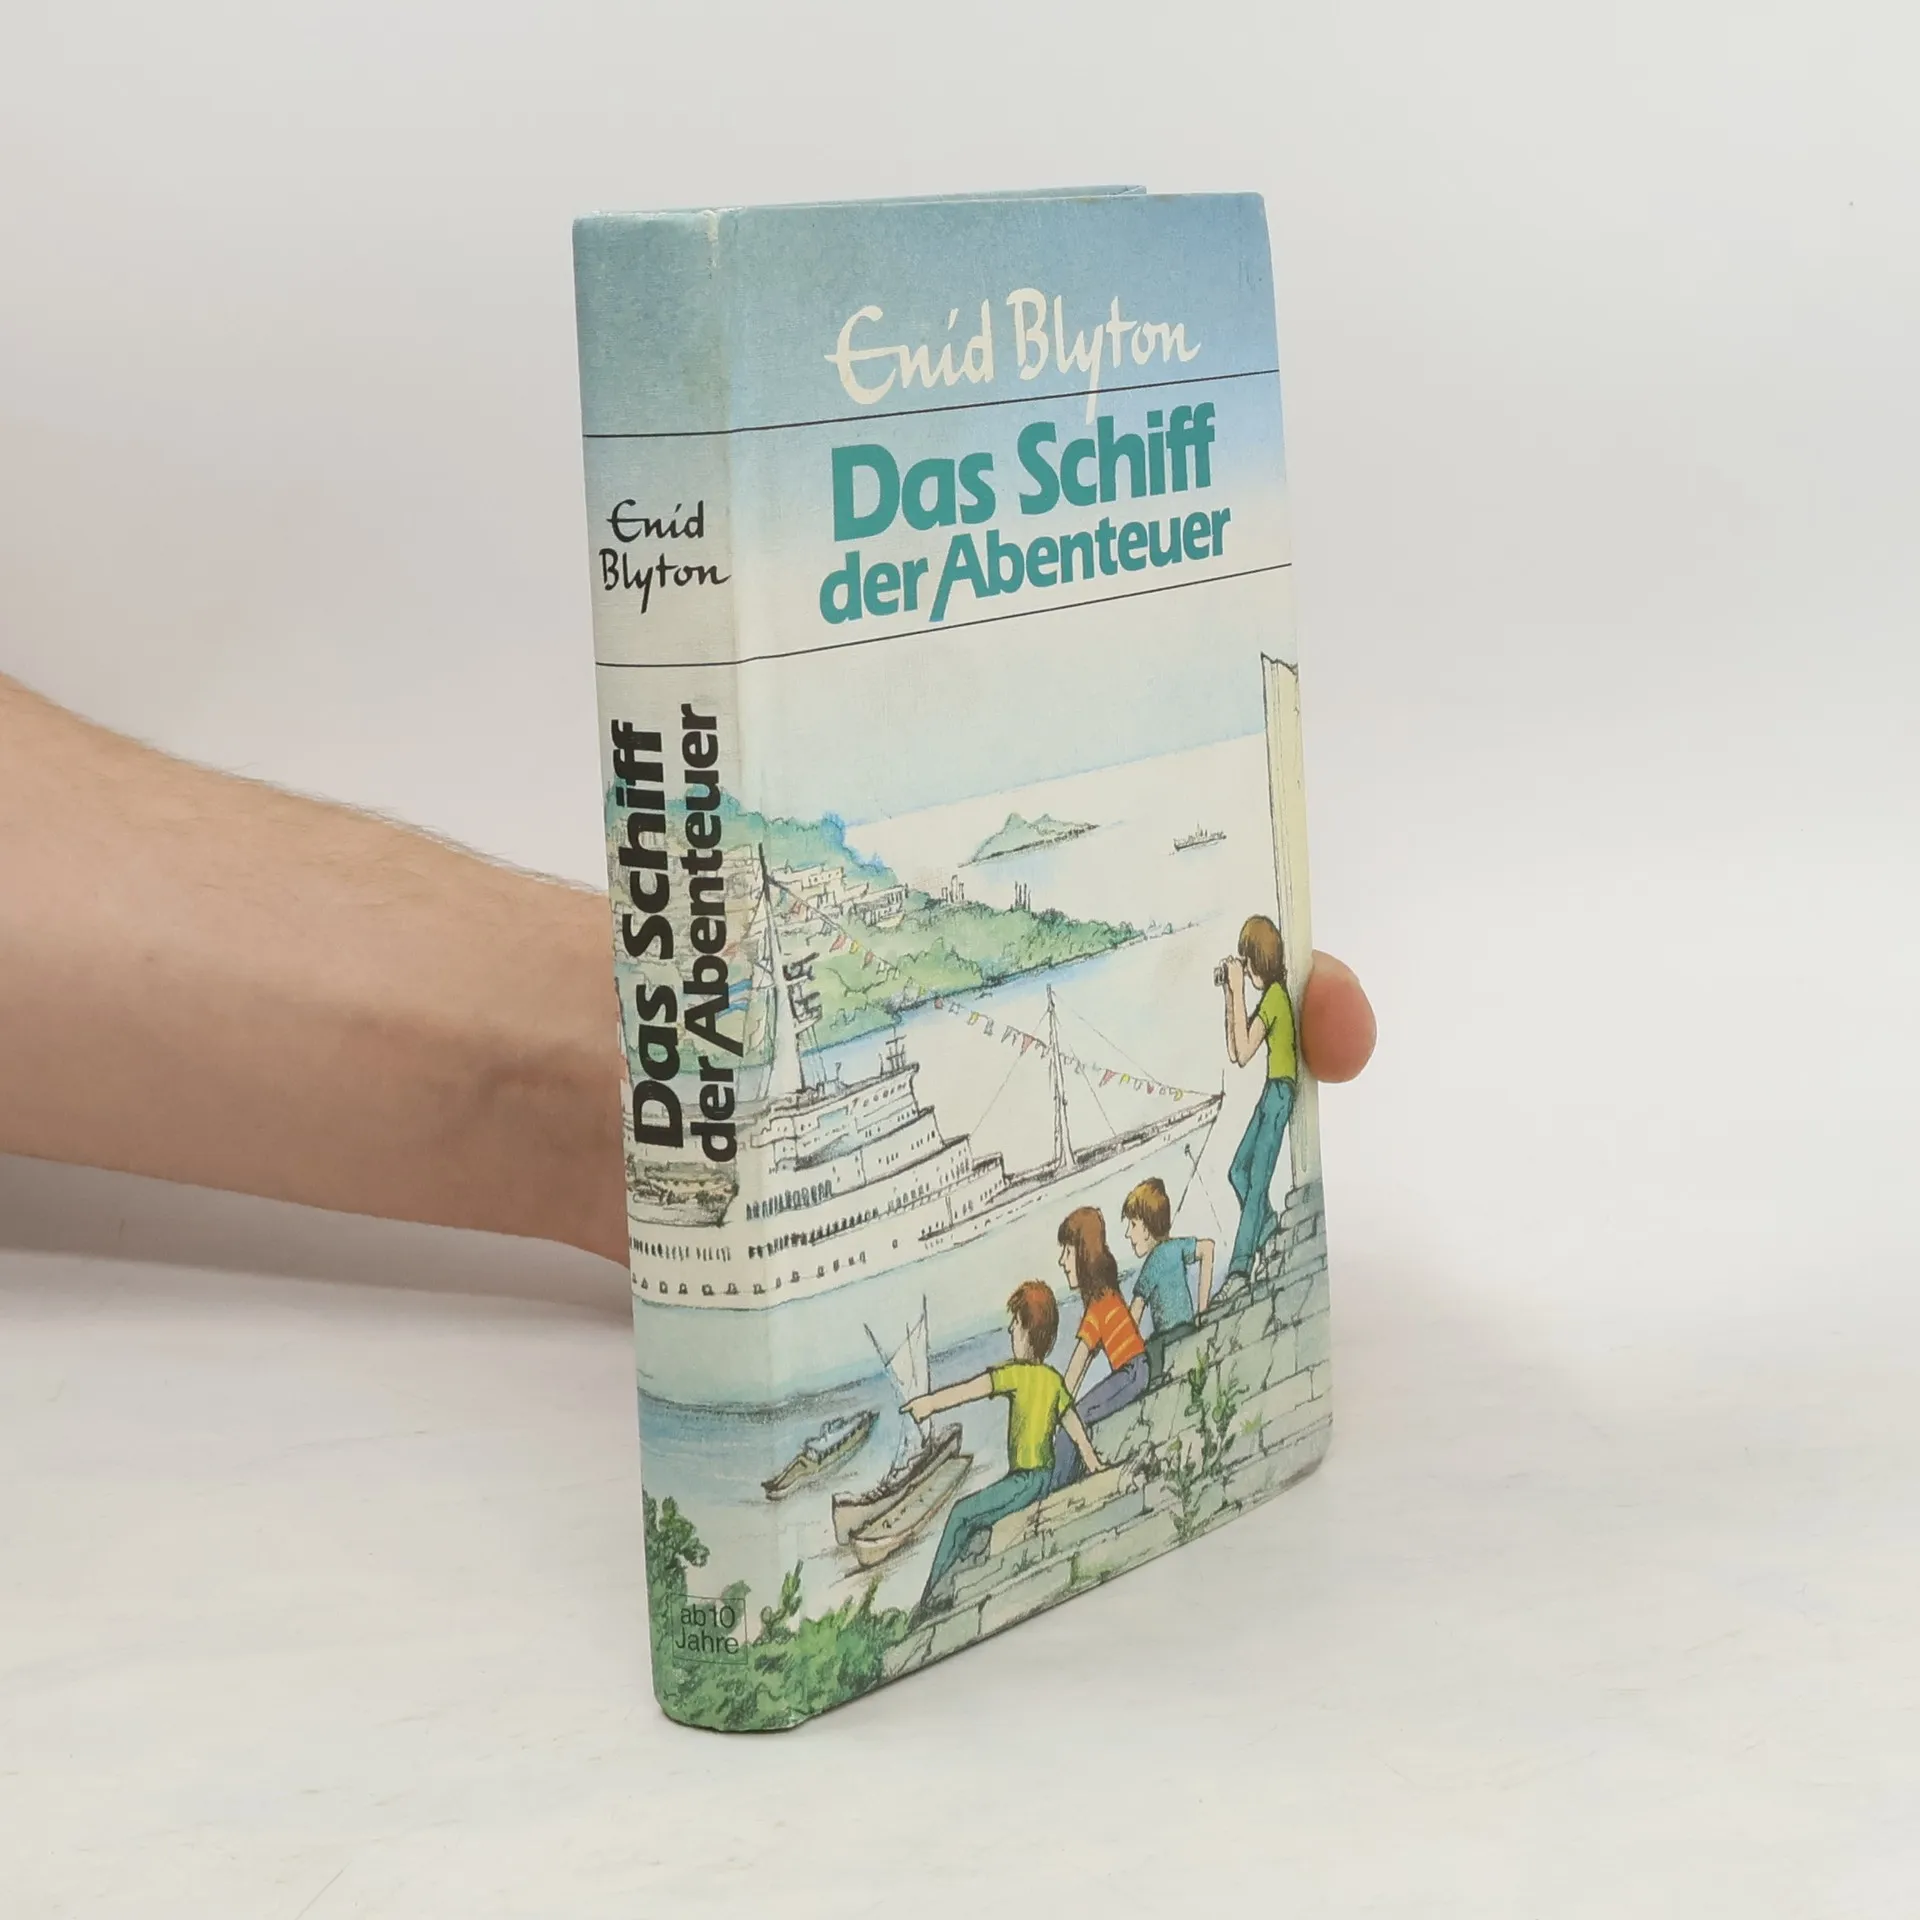 Enid Blyton
Das Schiff
der Abenteuer
Enid
Blyton
Das Schiff
der Abenteuer
ab 10
Jahre